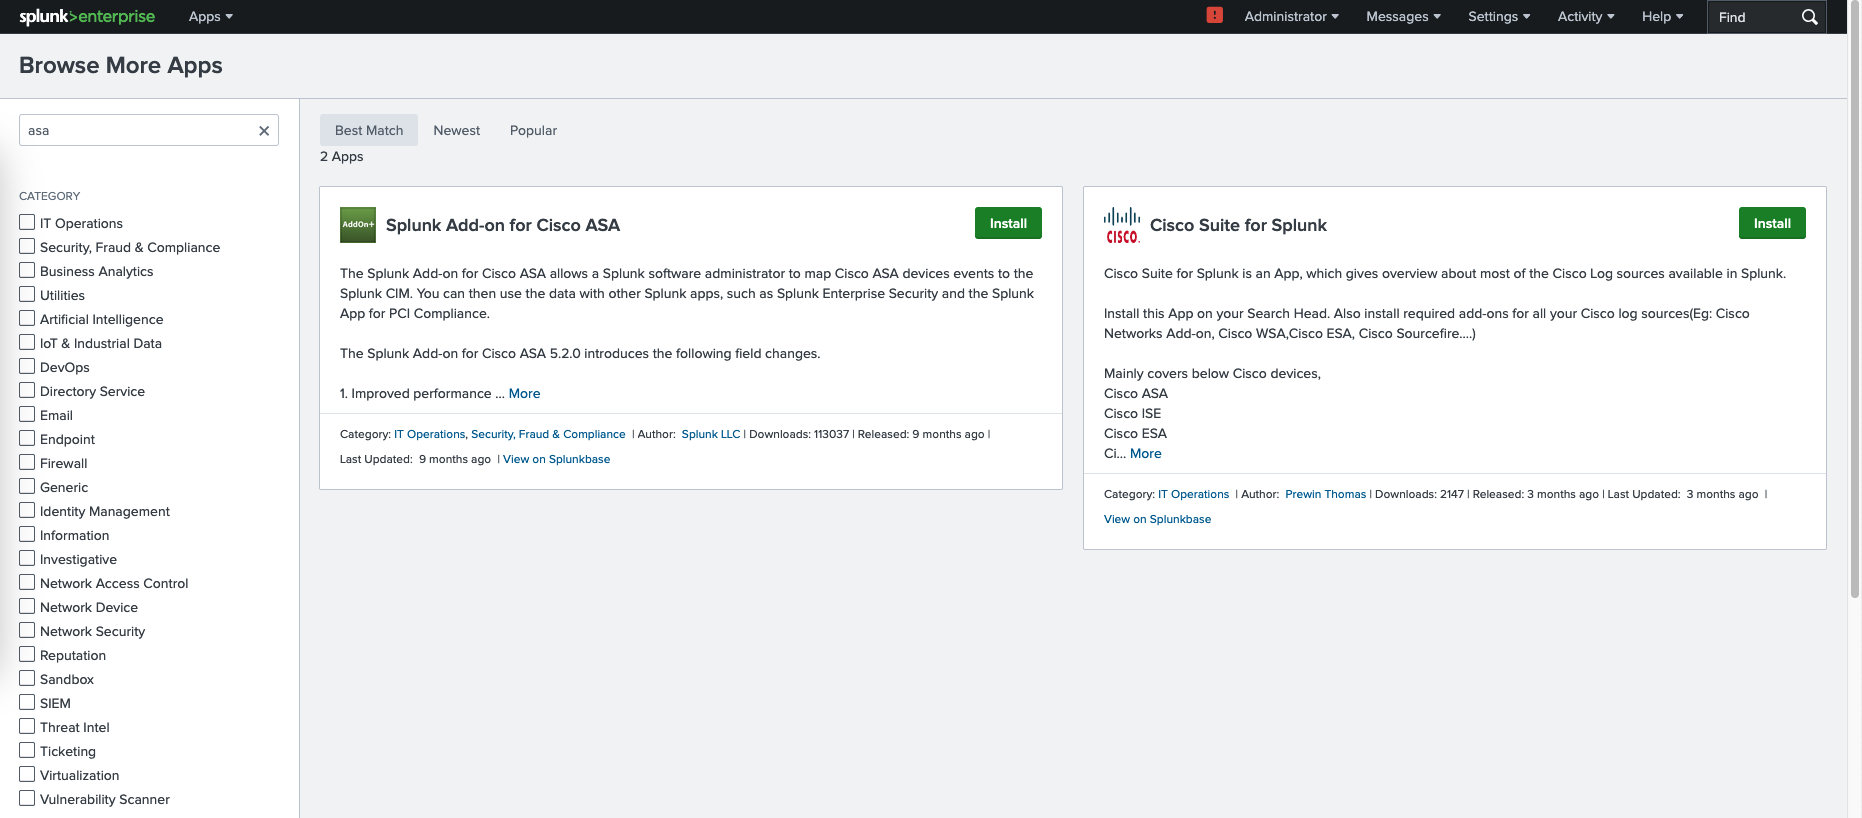 splunk>enterprise Apps Administrator Messages Settings Activity Help Find
Browse More Apps
asa
CATEGORY
IT Operations
Security, Fraud & Compliance
Business Analytics
Utilities
Artificial Intelligence
IoT & Industrial Data
DevOps
Directory Service
Email
Endpoint
Firewall
Generic
Identity Management
Information
Investigative
Network Access Control
Network Device
Network Security
Reputation
Sandbox
SIEM
Threat Intel
Ticketing
Virtualization
Vulnerability Scanner
Best Match Newest Popular
2 Apps
AddOn+ Splunk Add-on for Cisco ASA Install
The Splunk Add-on for Cisco ASA allows a Splunk software administrator to map Cisco ASA devices events to the
Splunk CIM. You can then use the data with other Splunk apps, such as Splunk Enterprise Security and the Splunk
App for PCI Compliance.
The Splunk Add-on for Cisco ASA 5.2.0 introduces the following field changes.
1. Improved performance ... More
Category: IT Operations, Security, Fraud & Compliance | Author: Splunk LLC | Downloads: 113037 | Released: 9 months ago |
Last Updated: 9 months ago | View on Splunkbase
CISCO. Cisco Suite for Splunk Install
Cisco Suite for Splunk is an App, which gives overview about most of the Cisco Log sources available in Splunk.
Install this App on your Search Head. Also install required add-ons for all your Cisco log sources(Eg: Cisco
Networks Add-on, Cisco WSA,Cisco ESA, Cisco Sourcefire....)
Mainly covers below Cisco devices,
Cisco ASA
Cisco ISE
Cisco ESA
Ci... More
Category: IT Operations | Author: Prewin Thomas | Downloads: 2147 | Released: 3 months ago | Last Updated: 3 months ago |
View on Splunkbase